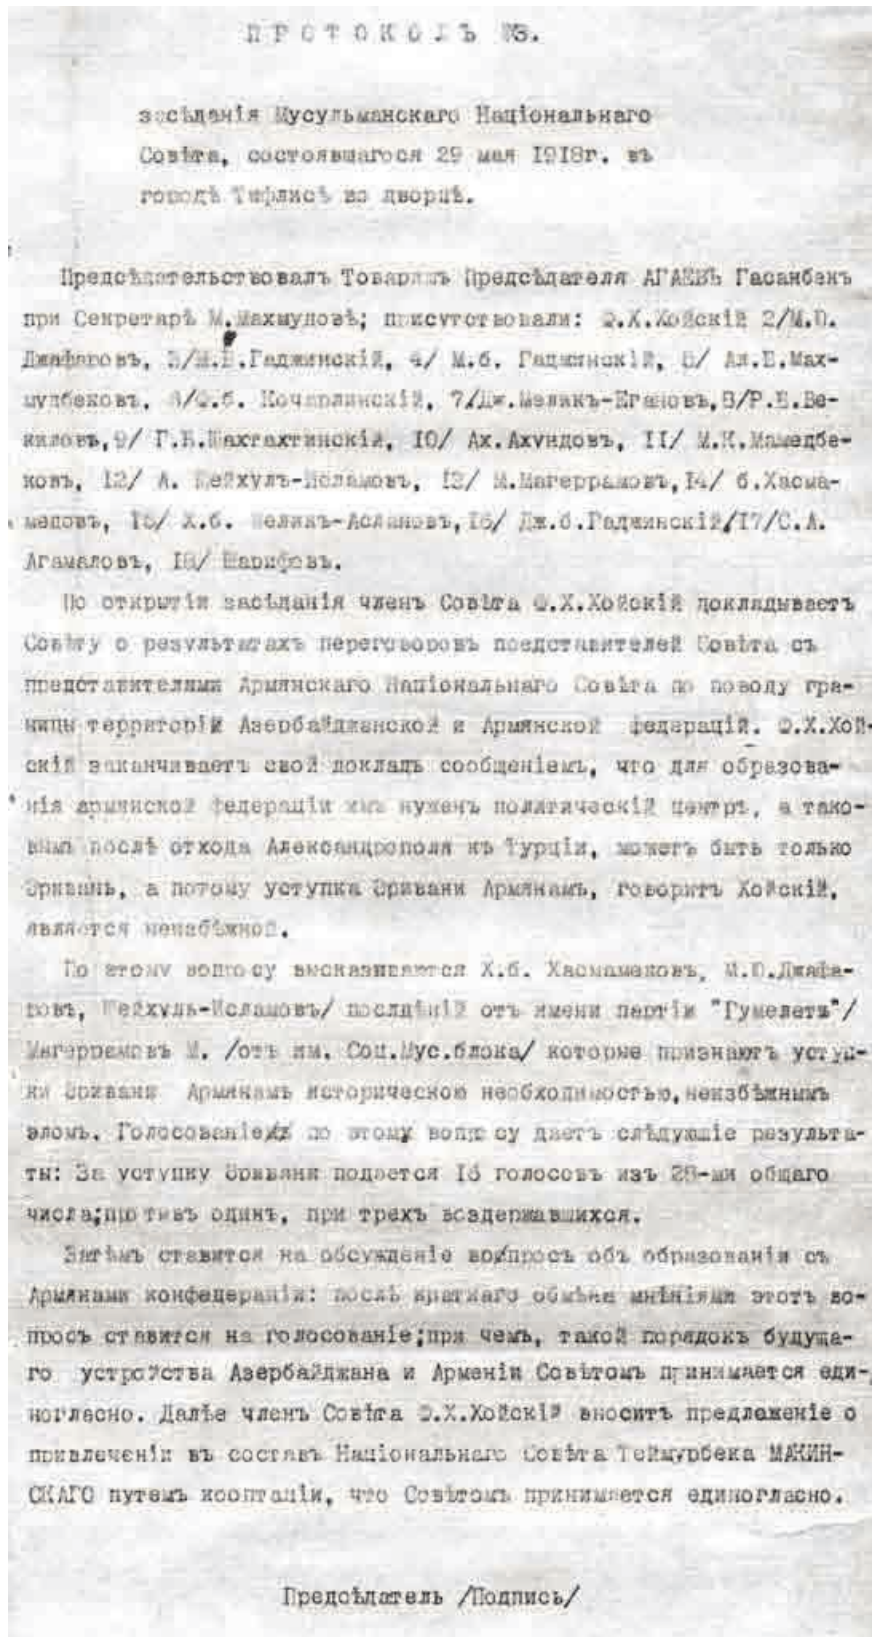 ПРОТОКОЛЪ №3.
засѣданія Мусульманскаго Національнаго
Совѣта, состоявшагося 29 мая 1918г. въ
городѣ Тифлисѣ во дворцѣ.
Предсѣдательствовалъ Товарищъ Предсѣдателя АГАЕВЪ Гасанбекъ
при Секретарѣ М.Махмудовѣ; присутствовали: Ф.Х.Хойскій 2/М.Ю.
Джафаровъ, 3/М.Г.Гаджинскій, 4/ М.б. Гаджинскій, 5/ Ал.Б.Мах-
мудбековъ, 6/Ф.б. Кочарлинскій, 7/Дж.Меликъ-Егановъ,8/Р.Б.Ве-
киловъ,9/ Г.Б.Шахтахтинскій, 10/ Ах.Ахундовъ, 11/ М.К.Мамедбе-
ковъ, 12/ А. Шейхулъ-Исламовъ, 13/ М.Магеррамовъ,14/ б.Хасма-
медовъ, 15/ Х.б. Меликъ-Аслановъ,16/ Дж.б.Гаджинскій/17/С.А.
Агамаловъ, 18/ Шарифовъ.
По открытіи засѣданія членъ Совѣта Ф.Х.Хойскій докладываетъ
Совѣту о результатахъ переговоровъ поедставителей Совѣта съ
представителями Армянскаго Національнаго Совѣта по поводу гра-
ницы территорій Азербайджанской и Армянской федерацій. Ф.Х.Хой-
скій заканчиваетъ свой докладъ сообщеніемъ, что для образова-
нія армянской федераціи имъ нуженъ политическій центръ, а тако-
вымъ послѣ отхода Александрополя къ Турціи, можетъ быть только
Эривань, а потому уступка Эривани Армянамъ, говоритъ Хойскій,
является неизбѣжной.
По этому вопросу высказываются Х.б. Хасмамедовъ, М.Ю.Джафа-
ровъ, Шейхуль-Исламовъ/ послѣдній отъ имени партіи "Гумелетъ"/
Магеррамовъ М. /отъ им. Соц.Мус.блока/ которые признаютъ уступ-
ки Эривани Армянамъ историческою необходимостью,неизбѣжнымъ
зломъ. Голосованіе по этому вопросу даетъ слѣдующіе результа-
ты: За уступку Эривани подается 16 голосовъ изъ 28-ми общаго
числа;противъ одинъ, при трехъ воздержавшихся.
Затѣмъ ставится на обсужденіе вопросъ объ образованіи съ
Армянами конфедераціи: послѣ краткаго обмѣна мнѣніями этотъ во-
просъ ставится на голосованіе;при чемъ, такой порядокъ будуща-
го устройства Азербайджана и Арменіи Совѣтомъ принимается еди-
ногласно. Далѣе членъ Совѣта Ф.Х.Хойскій вноситъ предложеніе о
привлеченіи въ составъ Національнаго Совѣта Теймурбека МАКИН-
СКАГО путемъ кооптаціи, что Совѣтомъ принимается единогласно.
Предсѣдатель /Подпись/